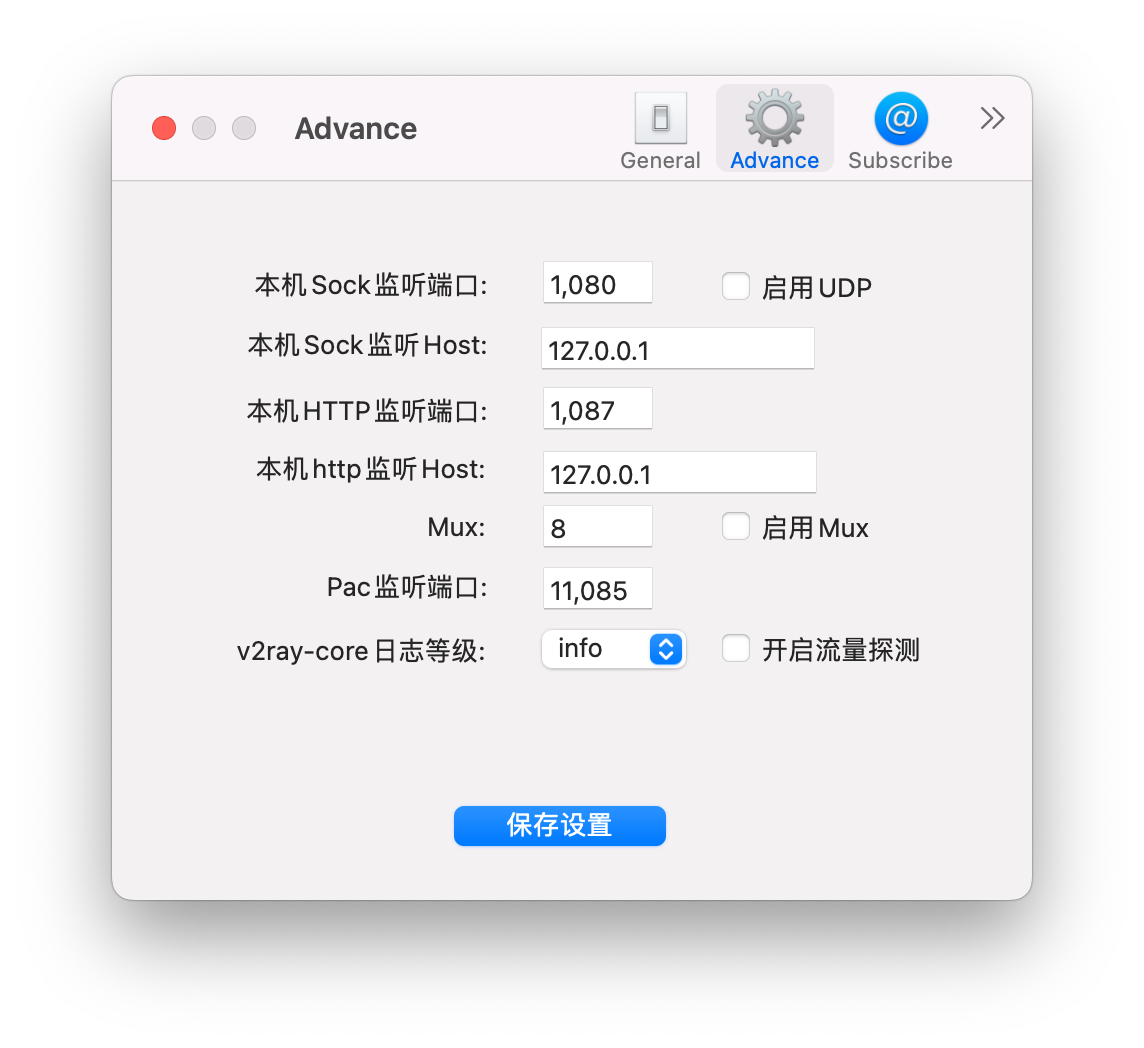 Advance
General
Advance
Subscribe
本机Sock监听端口: 1,080 启用UDP
本机Sock监听Host: 127.0.0.1
本机HTTP监听端口: 1,087
本机http监听Host: 127.0.0.1
Mux: 8 启用Mux
Pac监听端口: 11,085
v2ray-core日志等级: info 开启流量探测
保存设置